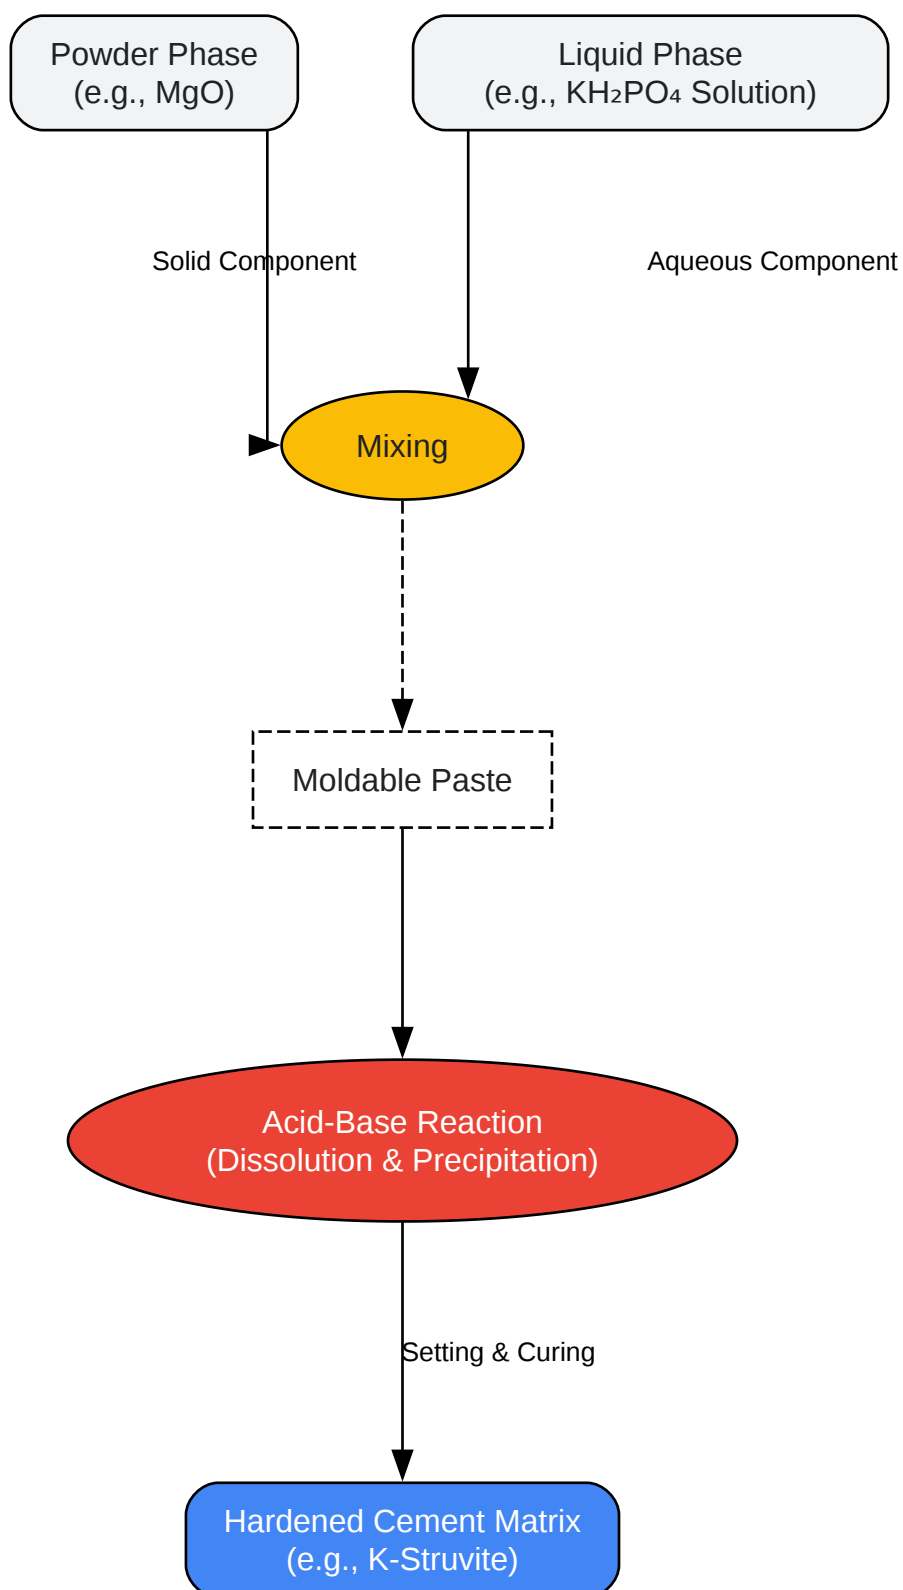 Powder Phase
(e.g., MgO)
Liquid Phase
(e.g., KH₂PO₄ Solution)
Solid Component
Aqueous Component
Mixing
Moldable Paste
Acid-Base Reaction
(Dissolution & Precipitation)
Setting & Curing
Hardened Cement Matrix
(e.g., K-Struvite)